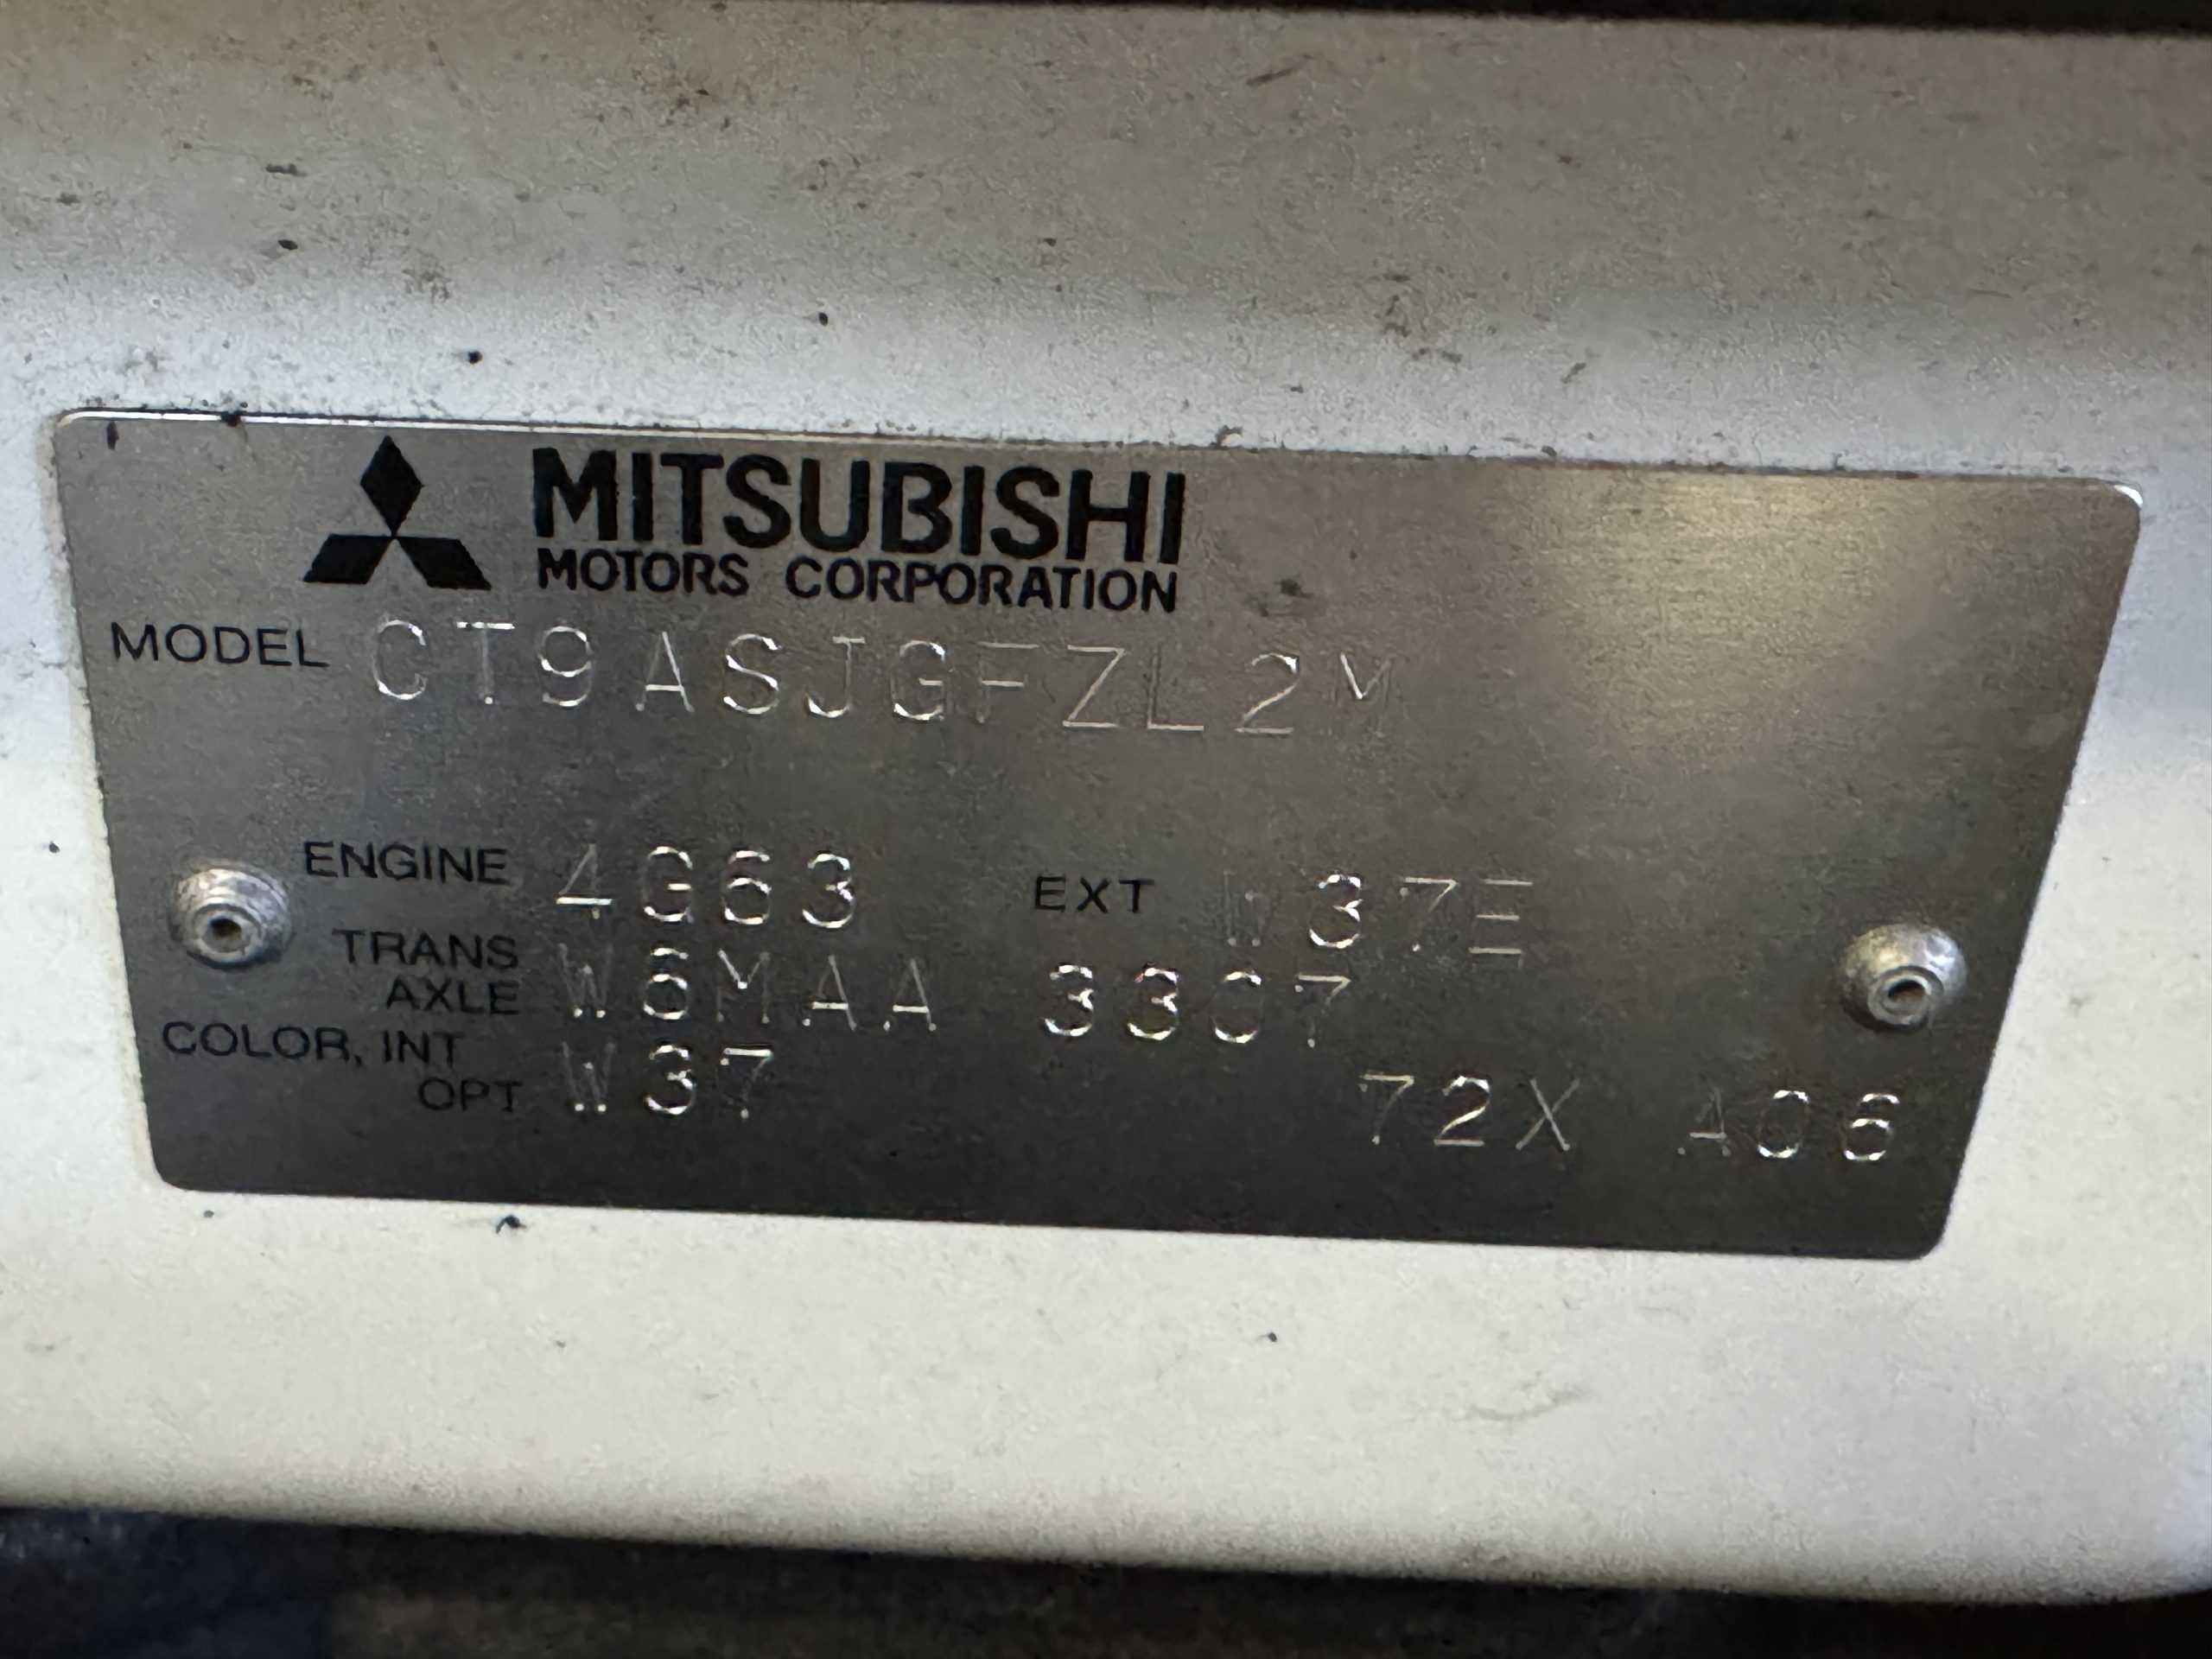 MITSUBISHI
MOTORS CORPORATION
MODEL CT9ASJGFZL2M
ENGINE 4G63 EXT W37E
TRANS
AXLE W6MAA 3307
COLOR, INT
OPT W37 72X A06